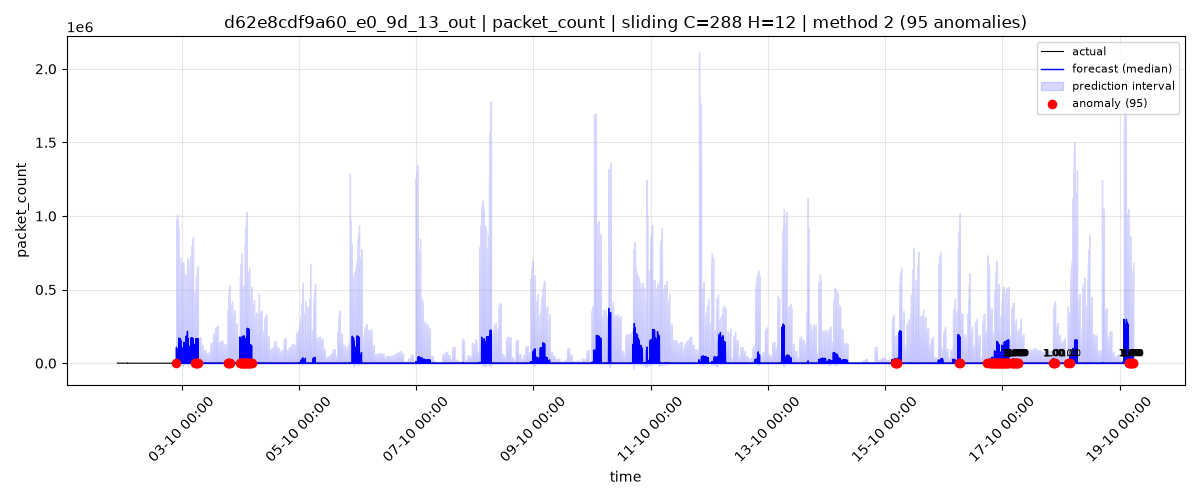 d62e8cdf9a60_e0_9d_13_out | packet_count | sliding C=288 H=12 | method 2 (95 anomalies)
1e6
actual
forecast (median)
prediction interval
anomaly (95)
2.0
1.5
1.0
0.5
0.0
packet_count
1.00
03-10 00:00
05-10 00:00
07-10 00:00
09-10 00:00
11-10 00:00
13-10 00:00
15-10 00:00
17-10 00:00
19-10 00:00
time